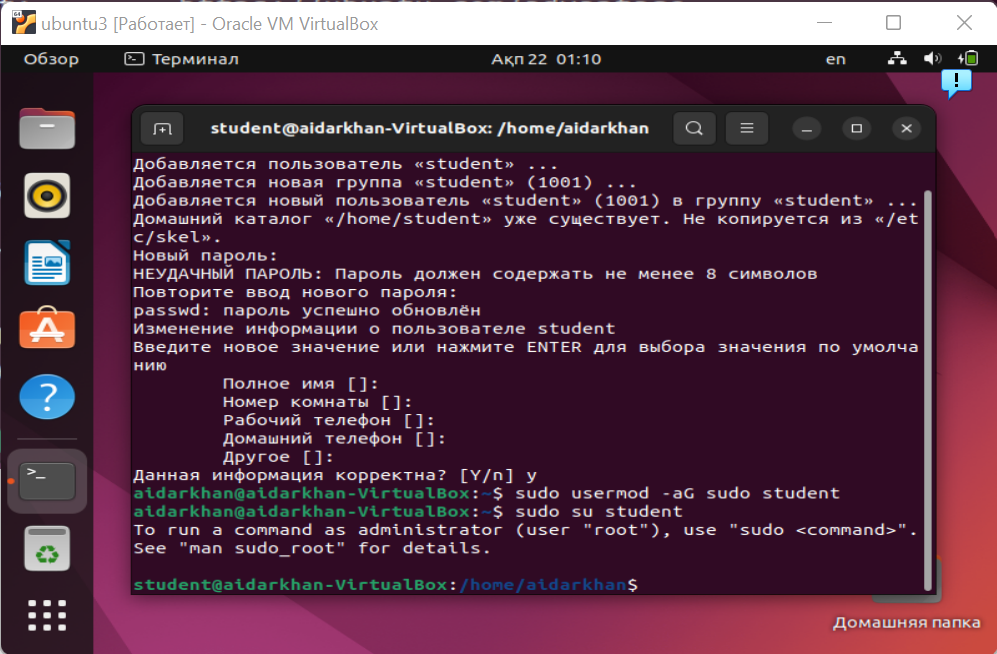 ubuntu3 [Работает] - Oracle VM VirtualBox
Обзор
Терминал
Ақп 22 01:10
en
student@aidarkhan-VirtualBox: /home/aidarkhan
Добавляется пользователь «student» ...
Добавляется новая группа «student» (1001) ...
Добавляется новый пользователь «student» (1001) в группу «student» ...
Домашний каталог «/home/student» уже существует. Не копируется из «/et
c/skel».
Новый пароль:
НЕУДАЧНЫЙ ПАРОЛЬ: Пароль должен содержать не менее 8 символов
Повторите ввод нового пароля:
passwd: пароль успешно обновлён
Изменение информации о пользователе student
Введите новое значение или нажмите ENTER для выбора значения по умолча
нию
Полное имя []:
Номер комнаты []:
Рабочий телефон []:
Домашний телефон []:
Другое []:
Данная информация корректна? [Y/n] y
aidarkhan@aidarkhan-VirtualBox:~$ sudo usermod -aG sudo student
aidarkhan@aidarkhan-VirtualBox:~$ sudo su student
To run a command as administrator (user "root"), use "sudo <command>".
See "man sudo_root" for details.
student@aidarkhan-VirtualBox:/home/aidarkhan$
Домашняя папка